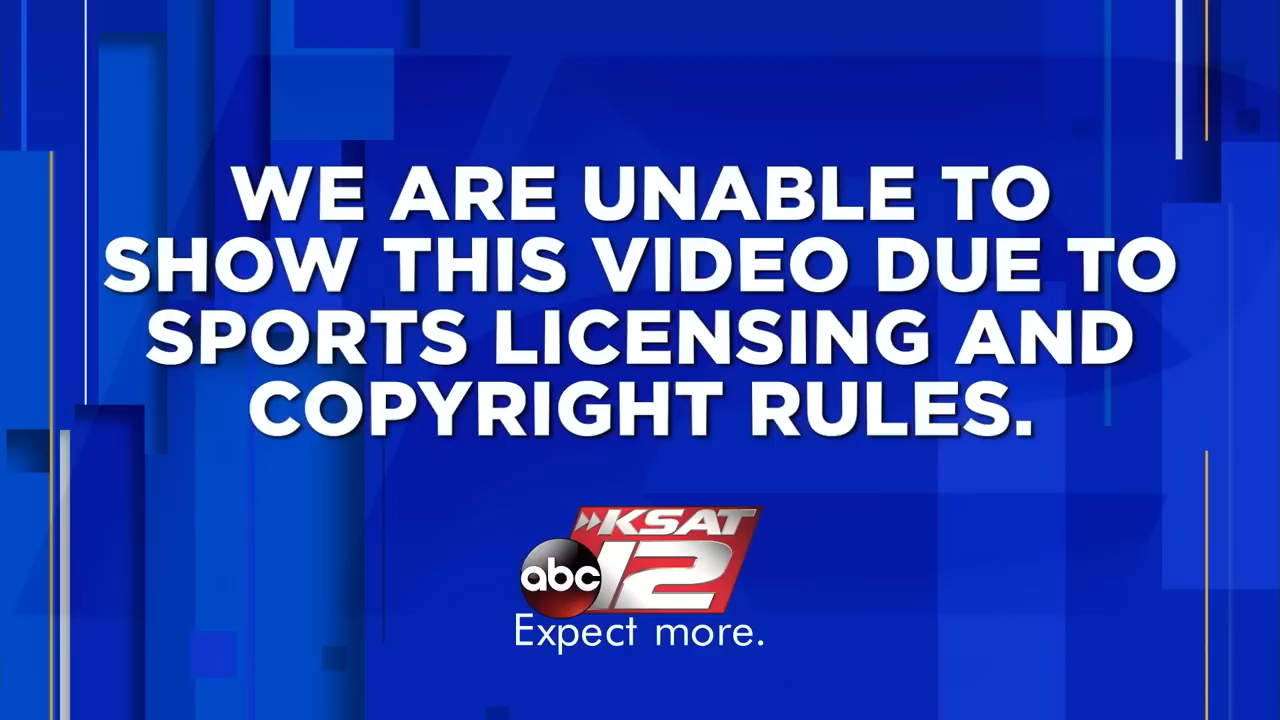 WE ARE UNABLE TO
SHOW THIS VIDEO DUE TO
SPORTS LICENSING AND
COPYRIGHT RULES.
KSAT
abc 12
Expect more.